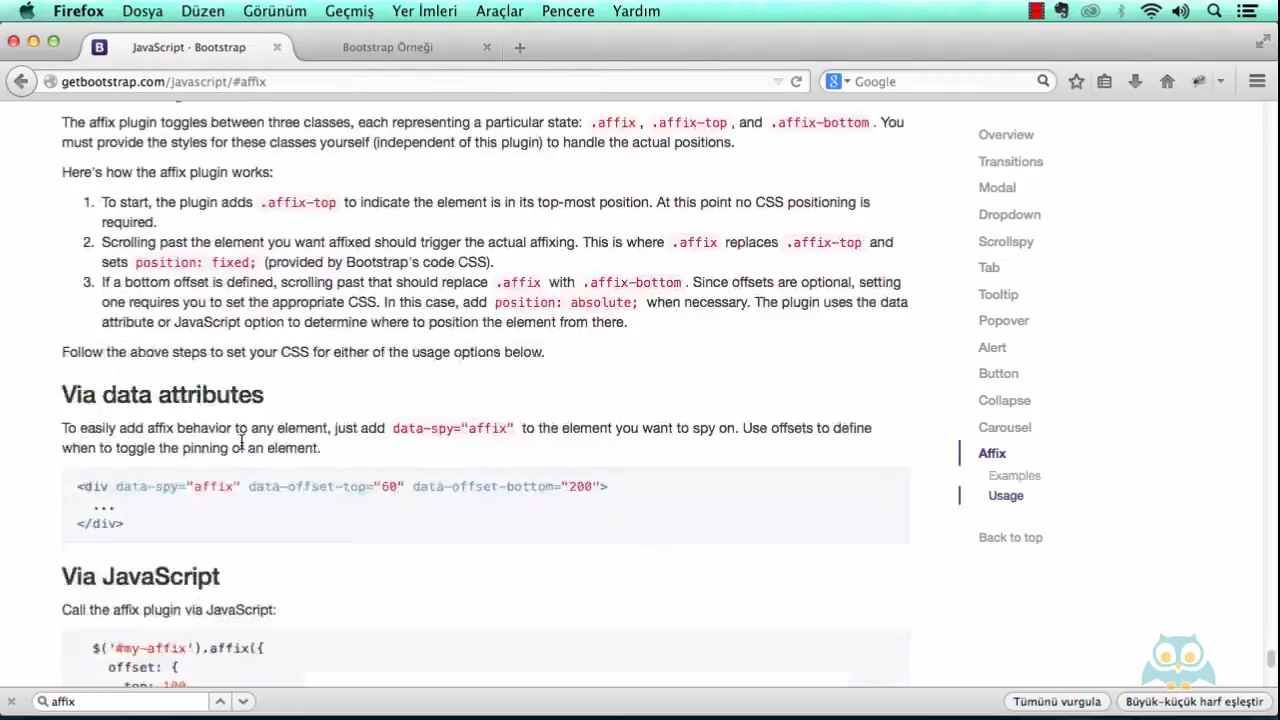 Firefox Dosya Düzen Görünüm Geçmiş Yer İmleri Araçlar Pencere Yardım
JavaScript · Bootstrap
Bootstrap Örneği
getbootstrap.com/javascript/#affix
Google
The affix plugin toggles between three classes, each representing a particular state: .affix, .affix-top, and .affix-bottom. You
must provide the styles for these classes yourself (independent of this plugin) to handle the actual positions.
Here's how the affix plugin works:
1. To start, the plugin adds .affix-top to indicate the element is in its top-most position. At this point no CSS positioning is
required.
2. Scrolling past the element you want affixed should trigger the actual affixing. This is where .affix replaces .affix-top and
sets position: fixed; (provided by Bootstrap's code CSS).
3. If a bottom offset is defined, scrolling past that should replace .affix with .affix-bottom. Since offsets are optional, setting
one requires you to set the appropriate CSS. In this case, add position: absolute; when necessary. The plugin uses the data
attribute or JavaScript option to determine where to position the element from there.
Follow the above steps to set your CSS for either of the usage options below.
Via data attributes
To easily add affix behavior to any element, just add data-spy="affix" to the element you want to spy on. Use offsets to define
when to toggle the pinning of an element.
<div data-spy="affix" data-offset-top="60" data-offset-bottom="200">
...
</div>
Via JavaScript
Call the affix plugin via JavaScript:
$('#my-affix').affix({
offset: {
top: 100
Overview
Transitions
Modal
Dropdown
Scrollspy
Tab
Tooltip
Popover
Alert
Button
Collapse
Carousel
Affix
Examples
Usage
Back to top
affix
Tümünü vurgula
Büyük-küçük harf eşleştir